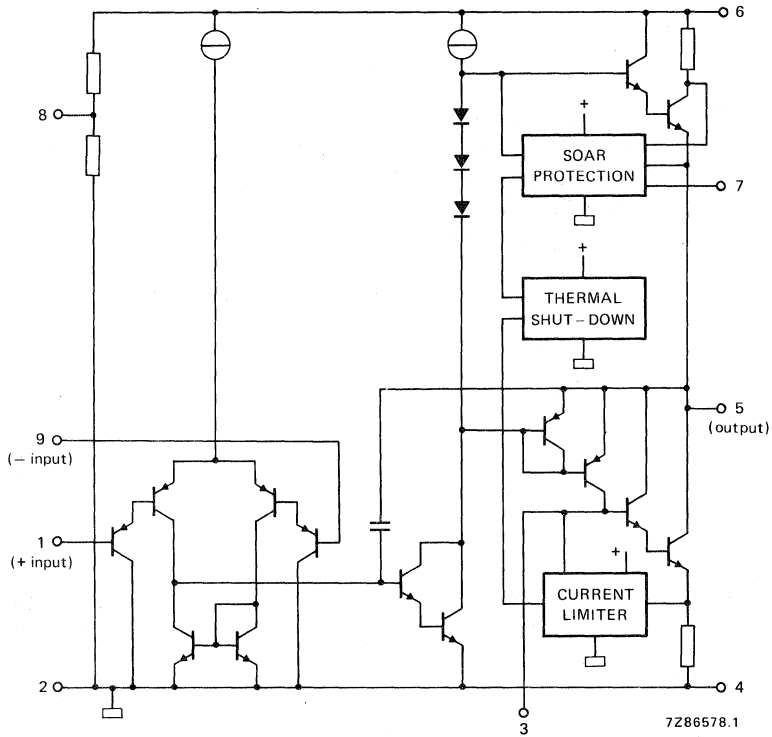 6
8
+
SOAR
PROTECTION
7
+
THERMAL
SHUT-DOWN
5
(output)
9
(- input)
1
(+ input)
+
CURRENT
LIMITER
2
4
3
7Z86578.1